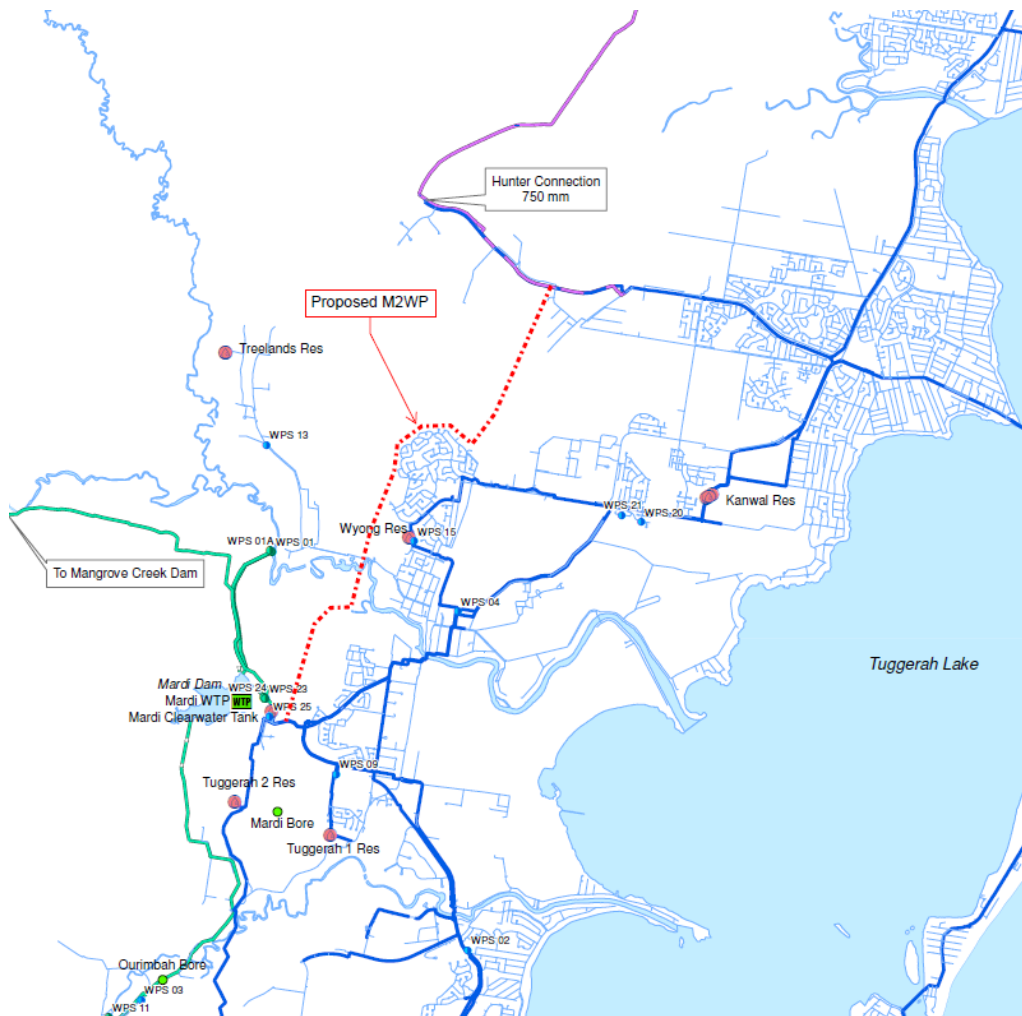 Hunter Connection
750 mm
Proposed M2WP
Treelands Res
WPS 13
Kanwal Res
WPS 21
WPS 20
Wyong Res
WPS 15
WPS 01A
WPS 01
To Mangrove Creek Dam
WPS 04
Tuggerah Lake
Mardi Dam
WPS 24
WPS 23
Mardi WTP
WTP
WPS 25
Mardi Clearwater Tank
WPS 09
Tuggerah 2 Res
Mardi Bore
Tuggerah 1 Res
WPS 02
Ourimbah Bore
WPS 03
WPS 11